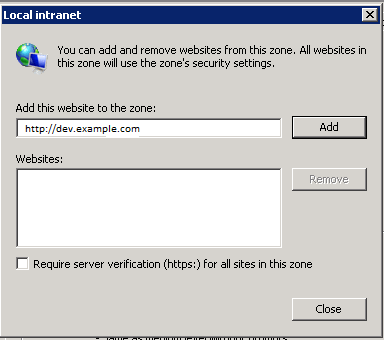 Local intranet
You can add and remove websites from this zone. All websites in
this zone will use the zone's security settings.
Add this website to the zone:
http://dev.example.com
Add
Websites:
Remove
Require server verification (https:) for all sites in this zone
Close